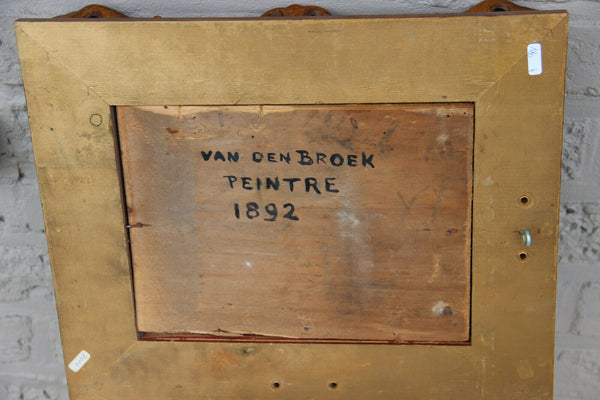 VAN DEN BROEK
PEINTRE
1892